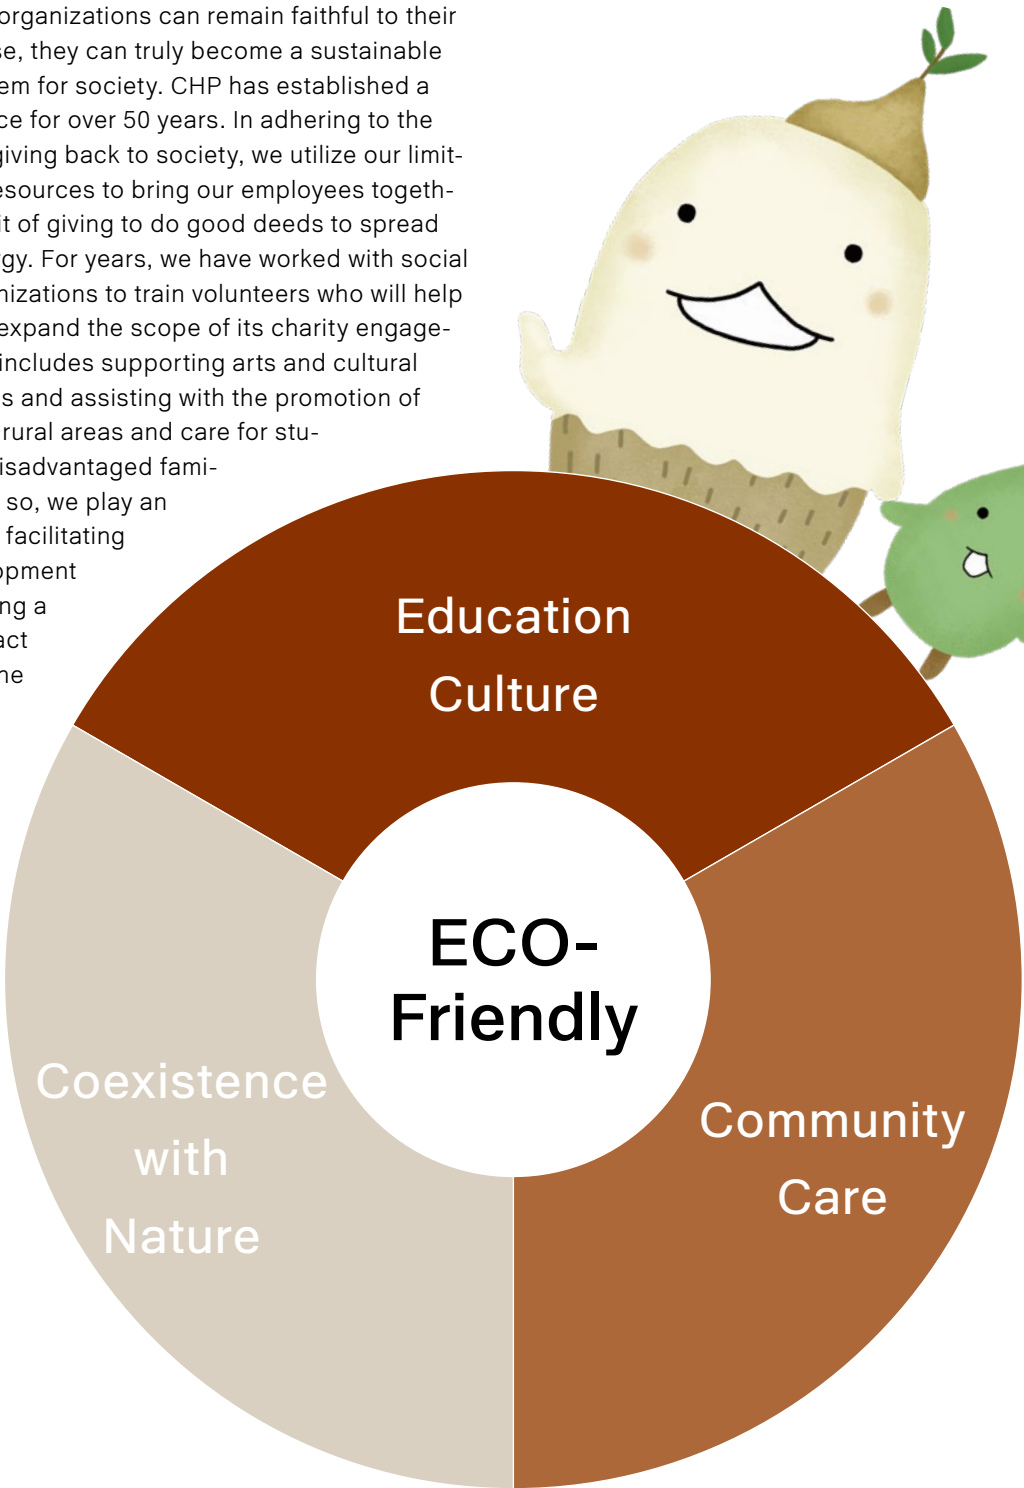 organizations can remain faithful to their
se, they can truly become a sustainable
em for society. CHP has established a
ce for over 50 years. In adhering to the
giving back to society, we utilize our limit-
esources to bring our employees togeth-
it of giving to do good deeds to spread
rgy. For years, we have worked with social
nizations to train volunteers who will help
expand the scope of its charity engage-
includes supporting arts and cultural
s and assisting with the promotion of
rural areas and care for stu-
isadvantaged fami-
so, we play an
facilitating
opment
ng a
act
ne
Education
Culture
ECO-
Friendly
Coexistence
with
Nature
Community
Care